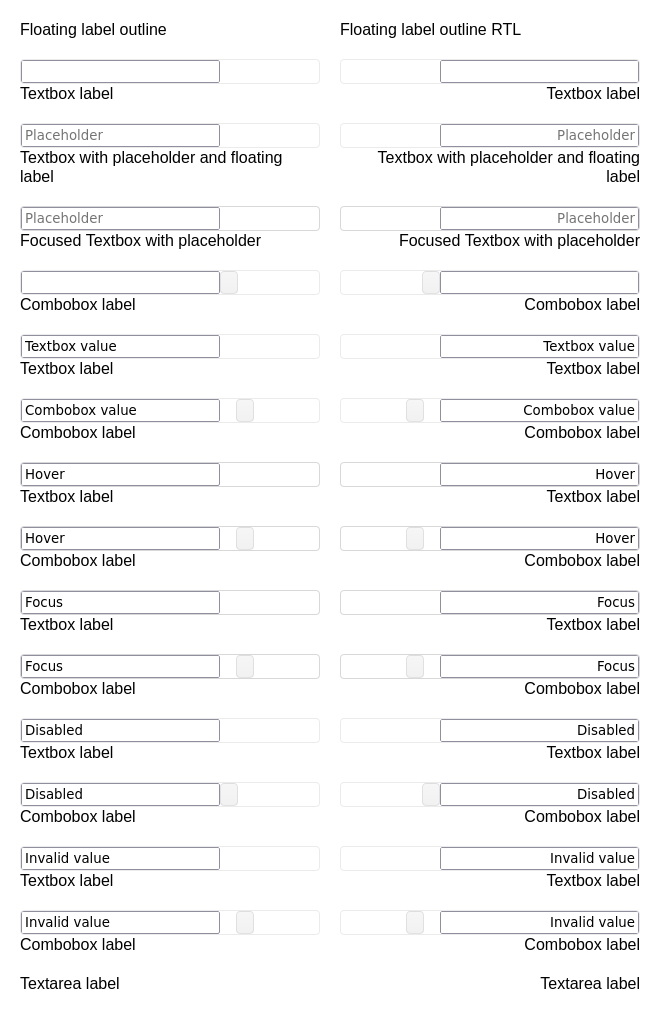 Floating label outline
Textbox label
Placeholder
Textbox with placeholder and floating
label
Placeholder
Focused Textbox with placeholder
Combobox label
Textbox value
Textbox label
Combobox value
Combobox label
Hover
Textbox label
Hover
Combobox label
Focus
Textbox label
Focus
Combobox label
Disabled
Textbox label
Disabled
Combobox label
Invalid value
Textbox label
Invalid value
Combobox label
Textarea label
Floating label outline RTL
Textbox label
Placeholder
Textbox with placeholder and floating
label
Placeholder
Focused Textbox with placeholder
Combobox label
Textbox value
Textbox label
Combobox value
Combobox label
Hover
Textbox label
Hover
Combobox label
Focus
Textbox label
Focus
Combobox label
Disabled
Textbox label
Disabled
Combobox label
Invalid value
Textbox label
Invalid value
Combobox label
Textarea label